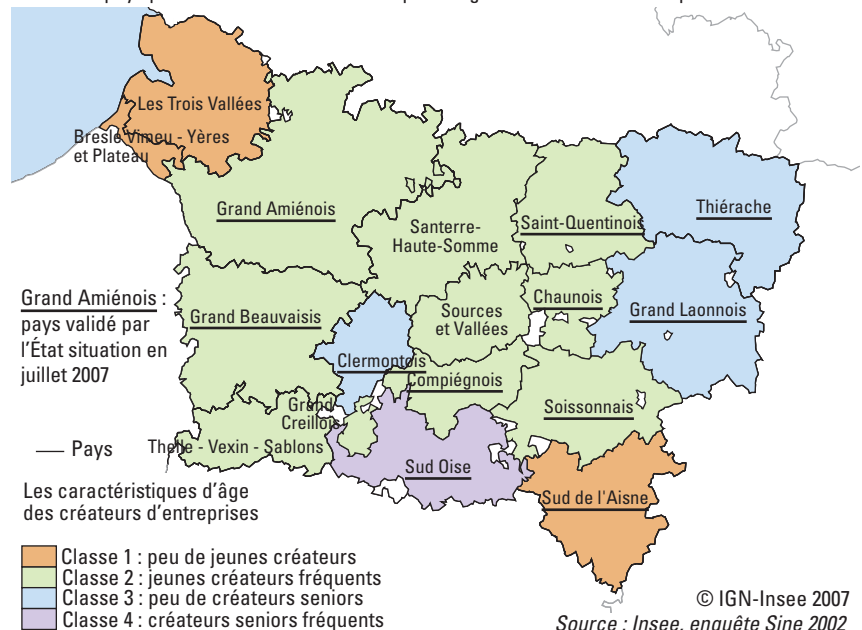 Les Trois Vallées
Bresle Vimeu - Yères
et Plateau
Grand Amiénois
Santerre-
Haute-Somme
Saint-Quentinois
Thiérache
Grand Amiénois :
pays validé par
l'État situation en
juillet 2007
Grand Beauvaisis
Sources
et Vallées
Chaunois
Grand Laonnois
Clermontois
Compiégnois
Grand
Creillois
Soissonnais
Thelle - Vexin - Sablons
Pays
Sud Oise
Sud de l'Aisne
Les caractéristiques d'âge
des créateurs d'entreprises
Classe 1 : peu de jeunes créateurs
Classe 2 : jeunes créateurs fréquents
Classe 3 : peu de créateurs seniors
Classe 4 : créateurs seniors fréquents
© IGN-Insee 2007
Source : Insee, enquête Sine 2002